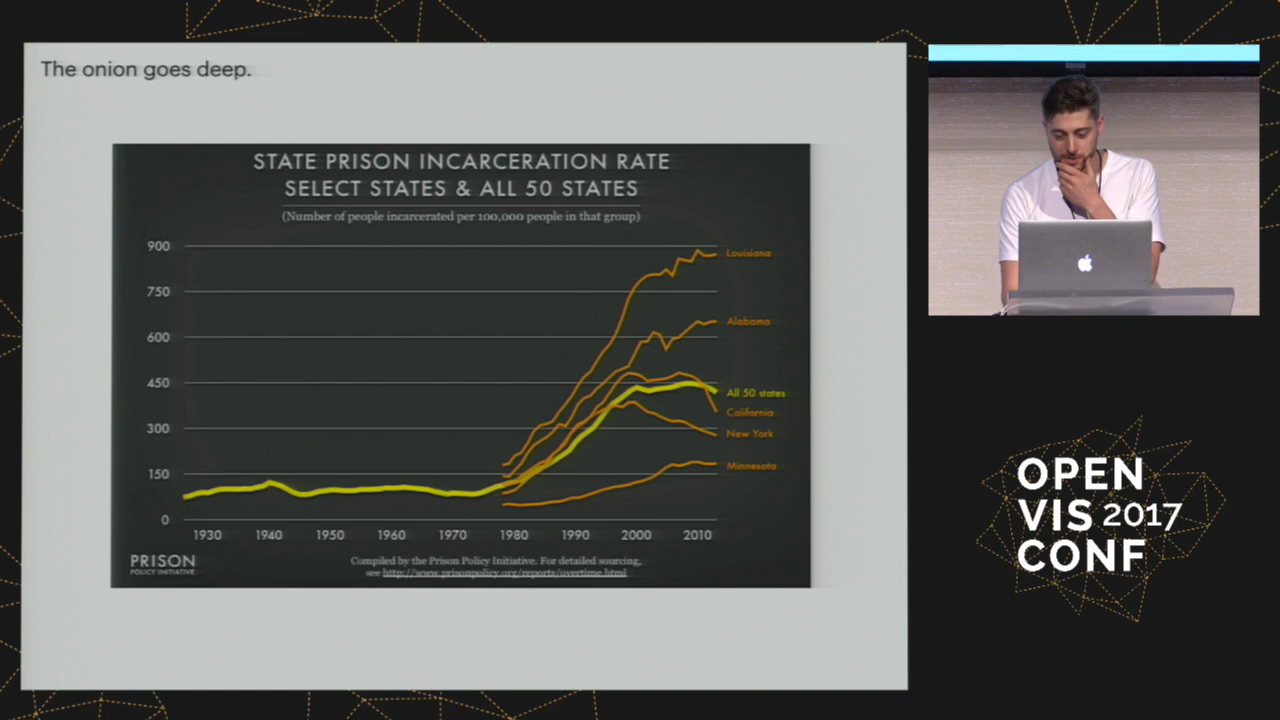 The onion goes deep.
STATE PRISON INCARCERATION RATE
SELECT STATES & ALL 50 STATES
(Number of people incarcerated per 100,000 people in that group)
900
750
600
450
300
150
0
Louisiana
Alabama
All 50 states
California
New York
Minnesota
1930 1940 1950 1960 1970 1980 1990 2000 2010
PRISON
POLICY INITIATIVE
Compiled by the Prison Policy Initiative. For detailed sourcing,
see http://www.prisonpolicy.org/reports/overtime.html
OPEN
VIS 2017
CONF